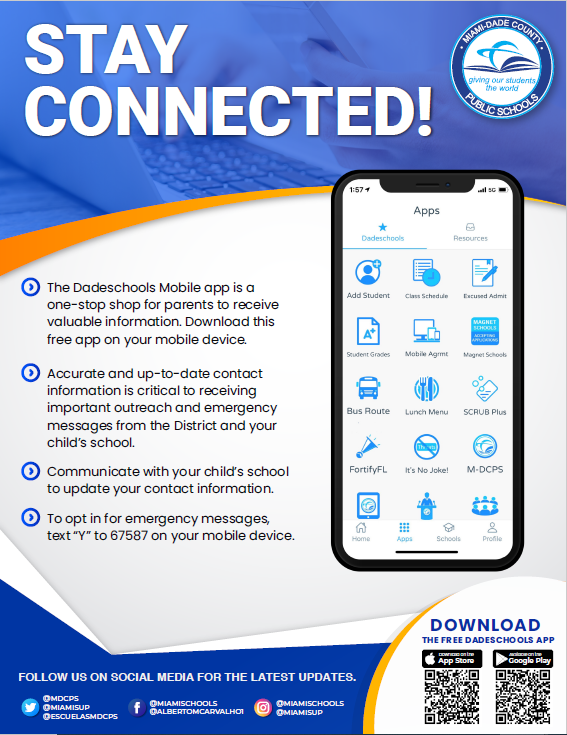 STAY
CONNECTED!
MIAMI-DADE COUNTY
giving our students
the world
PUBLIC SCHOOLS
The Dadeschools Mobile app is a
one-stop shop for parents to receive
valuable information. Download this
free app on your mobile device.
Accurate and up-to-date contact
information is critical to receiving
important outreach and emergency
messages from the District and your
child's school.
Communicate with your child's school
to update your contact information.
To opt in for emergency messages,
text “Y” to 67587 on your mobile device.
1:57 5G
Apps
Dadeschools Resources
Add Student Class Schedule Excused Admit
A+
MAGNET
SCHOOLS
ACCEPTING
APPLICATIONS
Student Grades Mobile Agrmt Magnet Schools
Bus Route Lunch Menu SCRUB Plus
FortifyFL It's No Joke! M-DCPS
Home Apps Schools Profile
DOWNLOAD
THE FREE DADESCHOOLS APP
Download on the
App Store
Available on the
Google Play
FOLLOW US ON SOCIAL MEDIA FOR THE LATEST UPDATES.
@MDCPS
@MIAMISUP
@ESCUELASMDCPS
@MIAMISCHOOLS
@ALBERTOMCARVALHO1
@MIAMISCHOOLS
@MIAMISUP